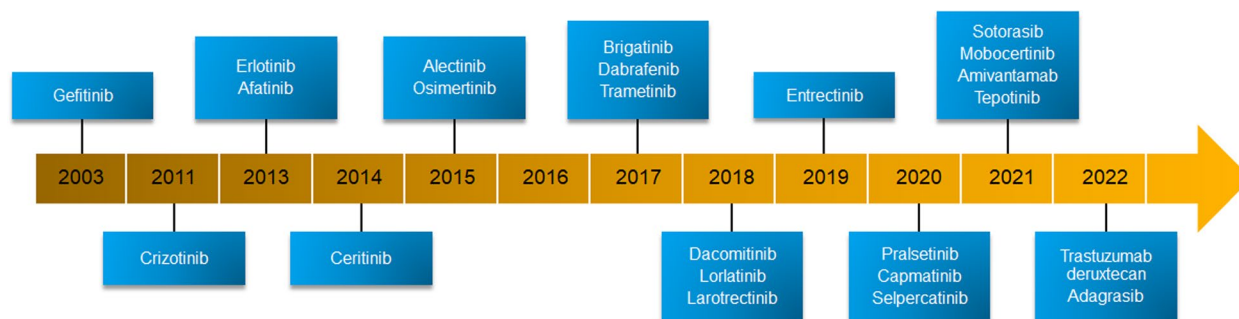 Gefitinib
Erlotinib
Afatinib
Alectinib
Osimertinib
Brigatinib
Dabrafenib
Trametinib
Entrectinib
Sotorasib
Mobocertinib
Amivantamab
Tepotinib
2003
2011
2013
2014
2015
2016
2017
2018
2019
2020
2021
2022
Crizotinib
Ceritinib
Dacomitinib
Lorlatinib
Larotrectinib
Pralsetinib
Capmatinib
Selpercatinib
Trastuzumab
deruxtecan
Adagrasib